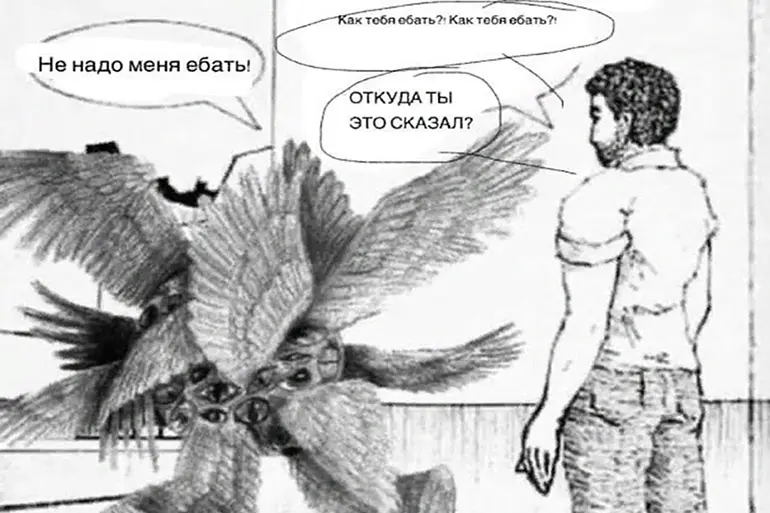 Как тебя ебать?! Как тебя ебать?!
Не надо меня ебать!
ОТКУДА ТЫ
ЭТО СКАЗАЛ?